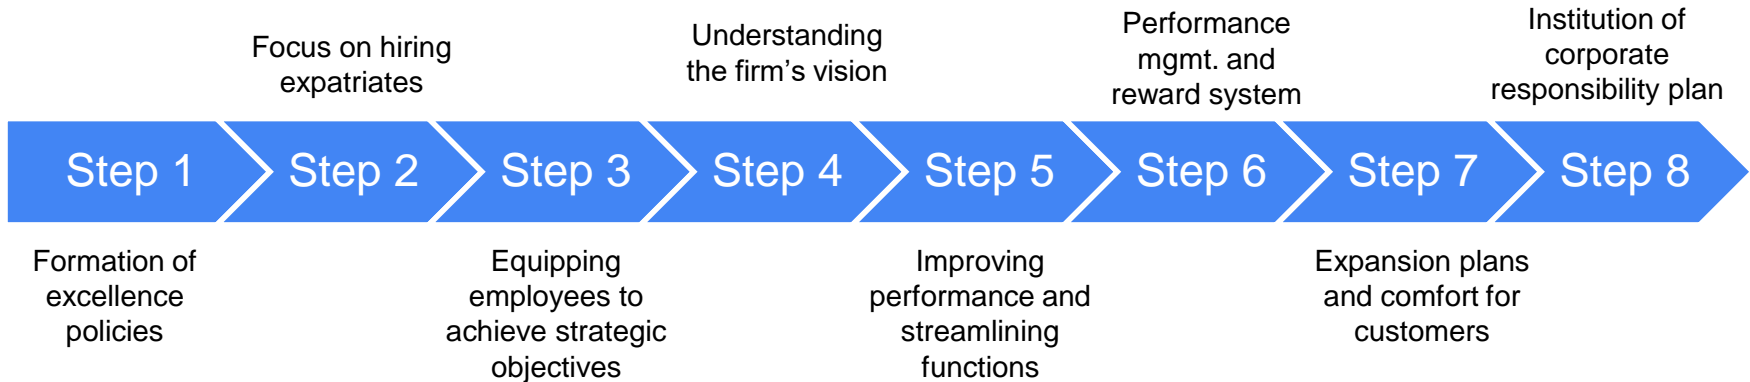 Focus on hiring
expatriates
Understanding
the firm's vision
Performance
mgmt. and
reward system
Institution of
corporate
responsibility plan
Step 1
Step 2
Step 3
Step 4
Step 5
Step 6
Step 7
Step 8
Formation of
excellence
policies
Equipping
employees to
achieve strategic
objectives
Improving
performance and
streamlining
functions
Expansion plans
and comfort for
customers